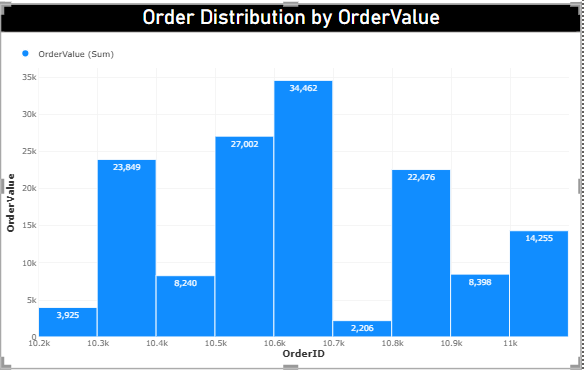 Order Distribution by OrderValue
OrderValue (Sum)
35k
30k
25k
20k
15k
10k
5k
0
OrderValue
3,925
23,849
8,240
27,002
34,462
2,206
22,476
8,398
14,255
10.2k 10.3k 10.4k 10.5k 10.6k 10.7k 10.8k 10.9k 11k
OrderID